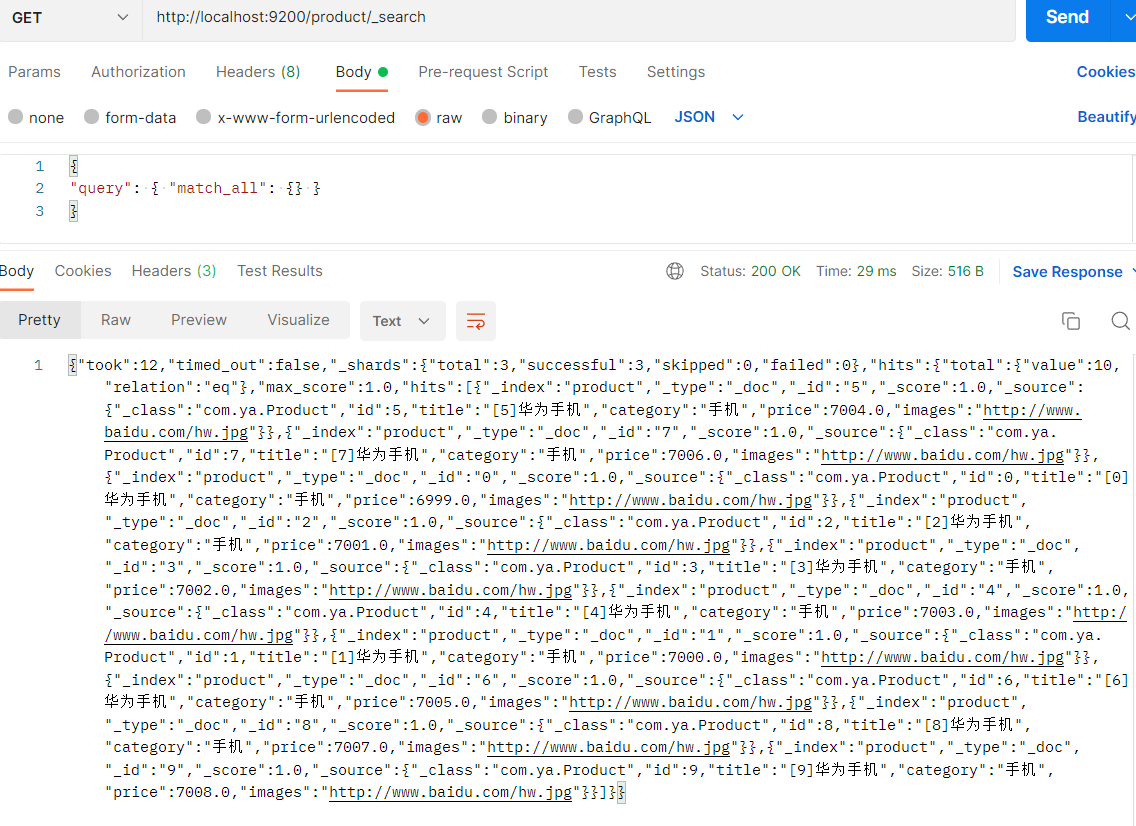 GET http://localhost:9200/product/_search Send
Params Authorization Headers (8) Body Pre-request Script Tests Settings Cookies
none form-data x-www-form-urlencoded raw binary GraphQL JSON Beautify
1 {
2 "query": { "match_all": {} }
3 }
Body Cookies Headers (3) Test Results Status: 200 OK Time: 29 ms Size: 516 B Save Response
Pretty Raw Preview Visualize Text
1 {"took":12,"timed_out":false,"_shards":{"total":3,"successful":3,"skipped":0,"failed":0},"hits":{"total":{"value":10,
"relation":"eq"},"max_score":1.0,"hits":[{"_index":"product","_type":"_doc","_id":"5","_score":1.0,"_source":
{"_class":"com.ya.Product","id":5,"title":"[5]华为手机","category":"手机","price":7004.0,"images":"http://www.
baidu.com/hw.jpg"}},{"_index":"product","_type":"_doc","_id":"7","_score":1.0,"_source":{"_class":"com.ya.
Product","id":7,"title":"[7]华为手机","category":"手机","price":7006.0,"images":"http://www.baidu.com/hw.jpg"}},
{"_index":"product","_type":"_doc","_id":"0","_score":1.0,"_source":{"_class":"com.ya.Product","id":0,"title":"[0]
华为手机","category":"手机","price":6999.0,"images":"http://www.baidu.com/hw.jpg"}},{"_index":"product",
"_type":"_doc","_id":"2","_score":1.0,"_source":{"_class":"com.ya.Product","id":2,"title":"[2]华为手机",
"category":"手机","price":7001.0,"images":"http://www.baidu.com/hw.jpg"}},{"_index":"product","_type":"_doc",
"_id":"3","_score":1.0,"_source":{"_class":"com.ya.Product","id":3,"title":"[3]华为手机","category":"手机",
"price":7002.0,"images":"http://www.baidu.com/hw.jpg"}},{"_index":"product","_type":"_doc","_id":"4","_score":1.0,
"_source":{"_class":"com.ya.Product","id":4,"title":"[4]华为手机","category":"手机","price":7003.0,"images":"http:/
/www.baidu.com/hw.jpg"}},{"_index":"product","_type":"_doc","_id":"1","_score":1.0,"_source":{"_class":"com.ya.
Product","id":1,"title":"[1]华为手机","category":"手机","price":7000.0,"images":"http://www.baidu.com/hw.jpg"}},
{"_index":"product","_type":"_doc","_id":"6","_score":1.0,"_source":{"_class":"com.ya.Product","id":6,"title":"[6]
华为手机","category":"手机","price":7005.0,"images":"http://www.baidu.com/hw.jpg"}},{"_index":"product",
"_type":"_doc","_id":"8","_score":1.0,"_source":{"_class":"com.ya.Product","id":8,"title":"[8]华为手机",
"category":"手机","price":7007.0,"images":"http://www.baidu.com/hw.jpg"}},{"_index":"product","_type":"_doc",
"_id":"9","_score":1.0,"_source":{"_class":"com.ya.Product","id":9,"title":"[9]华为手机","category":"手机",
"price":7008.0,"images":"http://www.baidu.com/hw.jpg"}}]}}